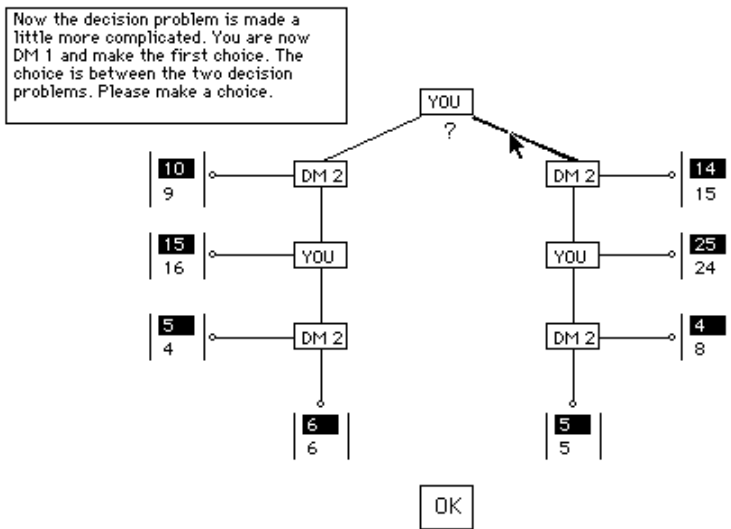 Now the decision problem is made a
little more complicated. You are now
DM 1 and make the first choice. The
choice is between the two decision
problems. Please make a choice.
YOU
?
10 DM 2 DM 2 14
9 15
15 YOU YOU 25
16 24
5 DM 2 DM 2 4
4 8
6 5
6 5
OK